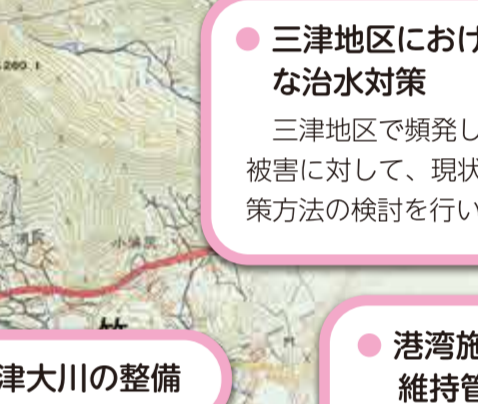 三津地区におけ
な治水対策
三津地区で頻発し
被害に対して、現状
策方法の検討を行い
津大川の整備
港湾施
維持管